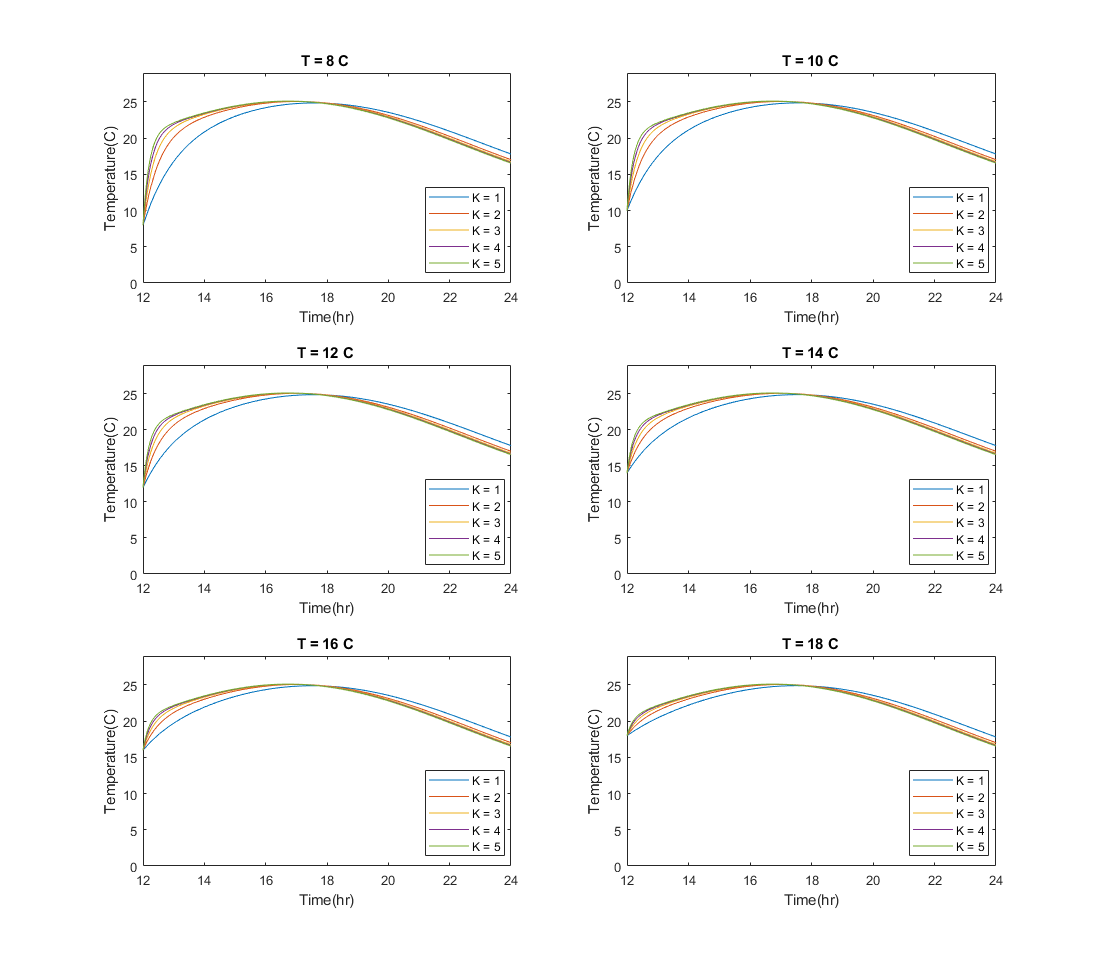 T = 8 C
Temperature(C)
25
20
15
10
5
0
K = 1
K = 2
K = 3
K = 4
K = 5
12 14 16 18 20 22 24
Time(hr)
T = 10 C
Temperature(C)
25
20
15
10
5
0
K = 1
K = 2
K = 3
K = 4
K = 5
12 14 16 18 20 22 24
Time(hr)
T = 12 C
Temperature(C)
25
20
15
10
5
0
K = 1
K = 2
K = 3
K = 4
K = 5
12 14 16 18 20 22 24
Time(hr)
T = 14 C
Temperature(C)
25
20
15
10
5
0
K = 1
K = 2
K = 3
K = 4
K = 5
12 14 16 18 20 22 24
Time(hr)
T = 16 C
Temperature(C)
25
20
15
10
5
0
K = 1
K = 2
K = 3
K = 4
K = 5
12 14 16 18 20 22 24
Time(hr)
T = 18 C
Temperature(C)
25
20
15
10
5
0
K = 1
K = 2
K = 3
K = 4
K = 5
12 14 16 18 20 22 24
Time(hr)